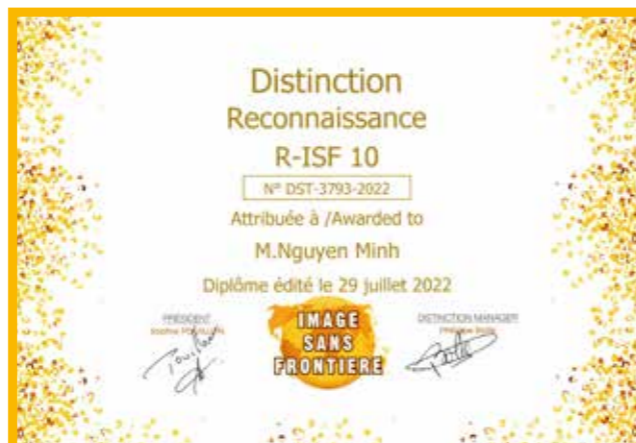 Distinction
Reconnaissance
R-ISF 10
N° DST-3793-2022
Attribuée à /Awarded to
M.Nguyen Minh
Diplôme édité le 29 juillet 2022
PRÉSIDENT
DISTINCTION MANAGER
IMAGE
SANS
FRONTIERE